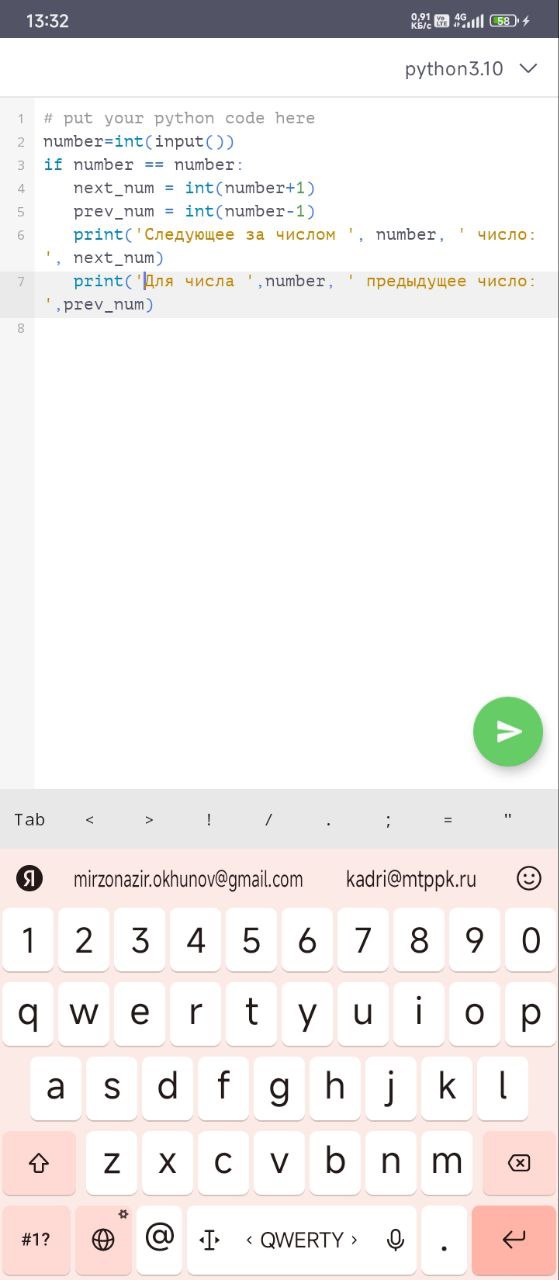 13:32
0,91 КБ/с Vo LTE 4G 58
python3.10
1 # put your python code here
2 number=int(input())
3 if number == number:
4 next_num = int(number+1)
5 prev_num = int(number-1)
6 print('Следующее за числом ', number, ' число:
', next_num)
7 print('Для числа ',number, ' предыдущее число:
',prev_num)
8
Tab < > ! / . ; = "
Я mirzonazir.okhunov@gmail.com kadri@mtppk.ru
1 2 3 4 5 6 7 8 9 0
q w e r t y u i o p
a s d f g h j k l
z x c v b n m
#1? @ ‹ QWERTY › .